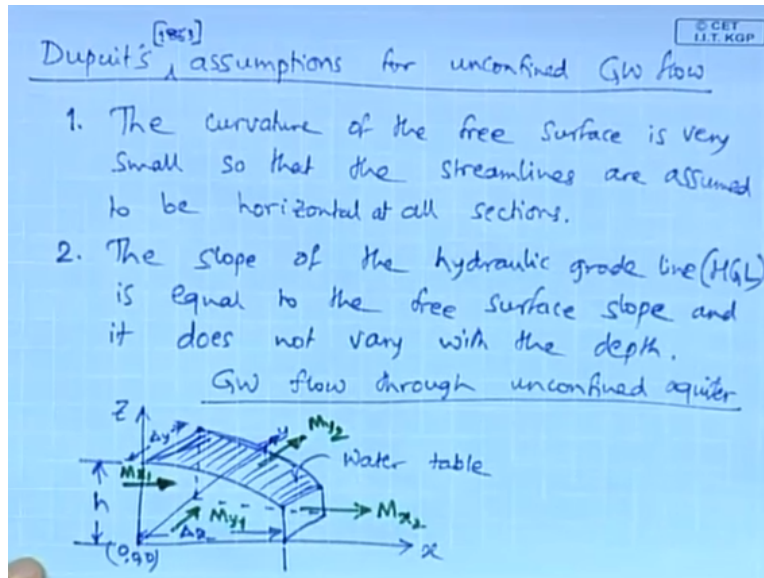 [1863]
© CET
I.I.T. KGP
Dupuit's assumptions for unconfined GW flow
1. The curvature of the free surface is very
small so that the streamlines are assumed
to be horizontal at all sections.
2. The slope of the hydraulic grade line (HGL)
is equal to the free surface slope and
it does not vary with the depth.
GW flow through unconfined aquifer
Z
Δy
y
My2
Water table
Mx1
h
My1
Mx2
Δx
(0,0,0)
x